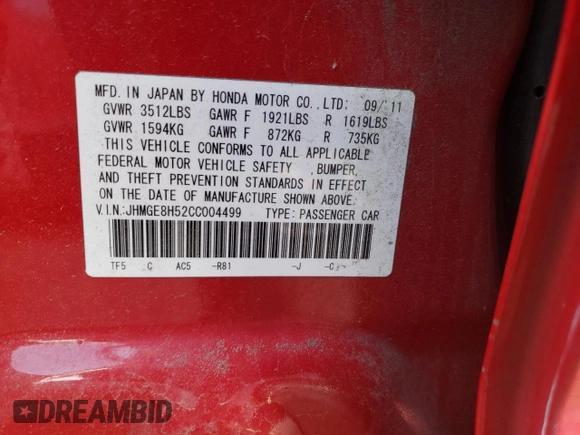 MFD. IN JAPAN BY HONDA MOTOR CO., LTD: 09/11
GVWR 3512LBS GAWR F 1921LBS R 1619LBS
GVWR 1594KG GAWR F 872KG R 735KG
THIS VEHICLE CONFORMS TO ALL APPLICABLE
FEDERAL MOTOR VEHICLE SAFETY , BUMPER,
AND THEFT PREVENTION STANDARDS IN EFFECT
ON THE DATE OF MANUFACTURE SHOWN ABOVE.
V.I.N.:JHMGE8H52CC004499 TYPE: PASSENGER CAR
TF5 C AC5 -R81 -J -C
DREAMBID